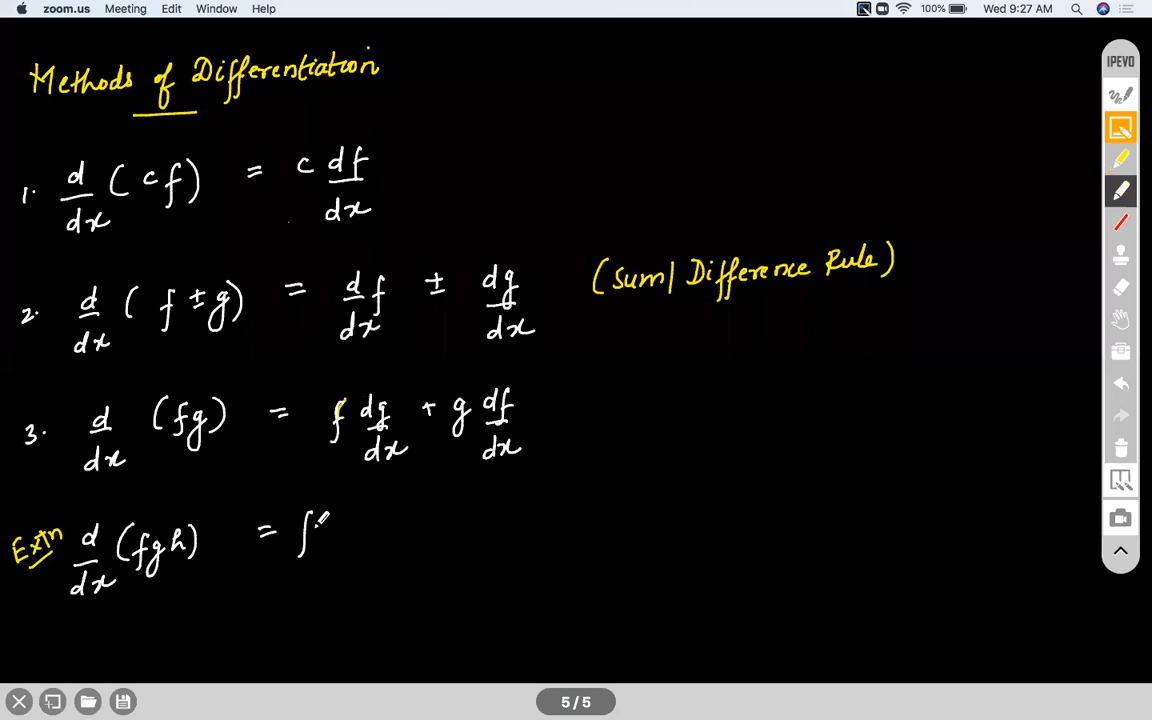 zoom.us Meeting View Edit Window Help 100% Wed 9:27 AM
IPEVO
Methods of Differentiation
1. d/dx (cf) = c df/dx
2. d/dx (f ± g) = d/dx f ± dg/dx (Sum/Difference Rule)
3. d/dx (fg) = f dg/dx + g df/dx
Extn d/dx (fgh) = f
5/5